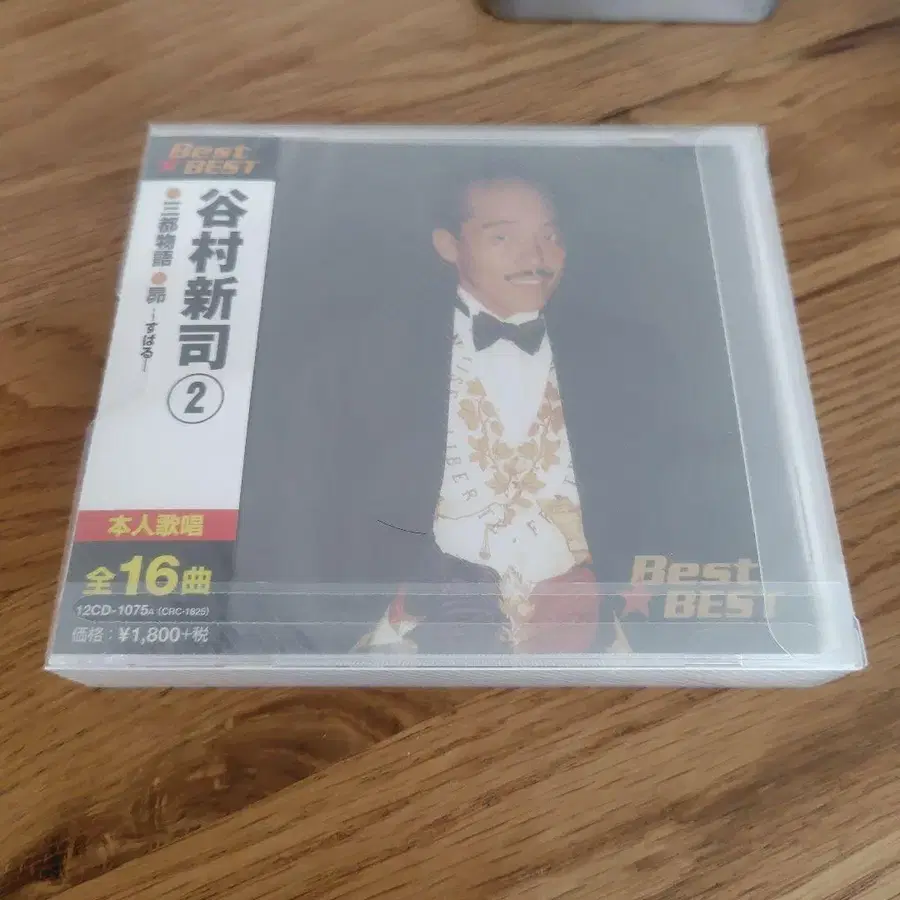 Best
BEST
谷村新司②
●三都物語●昴〜すばる〜
本人歌唱
全16曲
12CD-1075A (CRC-1825)
価格：¥1,800+税
LIBER
Best
★BEST